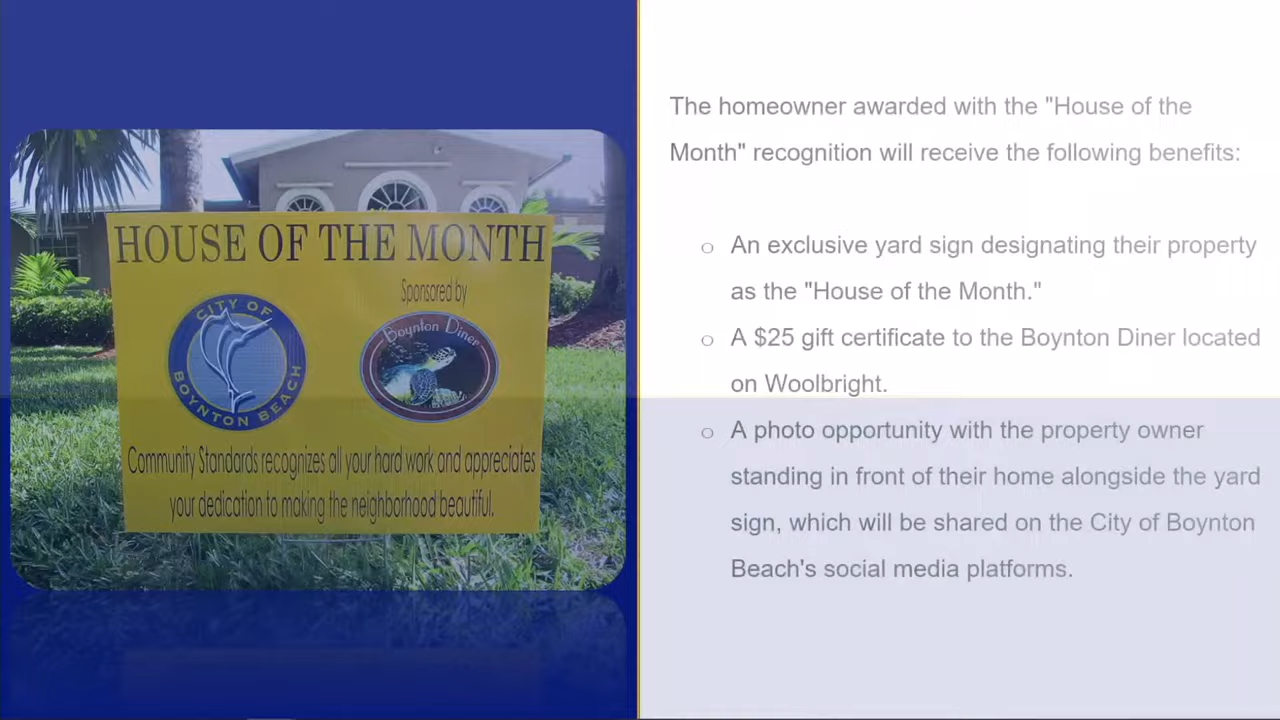 HOUSE OF THE MONTH
Sponsored by
CITY OF
BOYNTON BEACH
Boynton Diner
Community Standards recognizes all your hard work and appreciates
your dedication to making the neighborhood beautiful.
The homeowner awarded with the "House of the
Month" recognition will receive the following benefits:
o An exclusive yard sign designating their property
as the "House of the Month."
o A $25 gift certificate to the Boynton Diner located
on Woolbright.
o A photo opportunity with the property owner
standing in front of their home alongside the yard
sign, which will be shared on the City of Boynton
Beach's social media platforms.